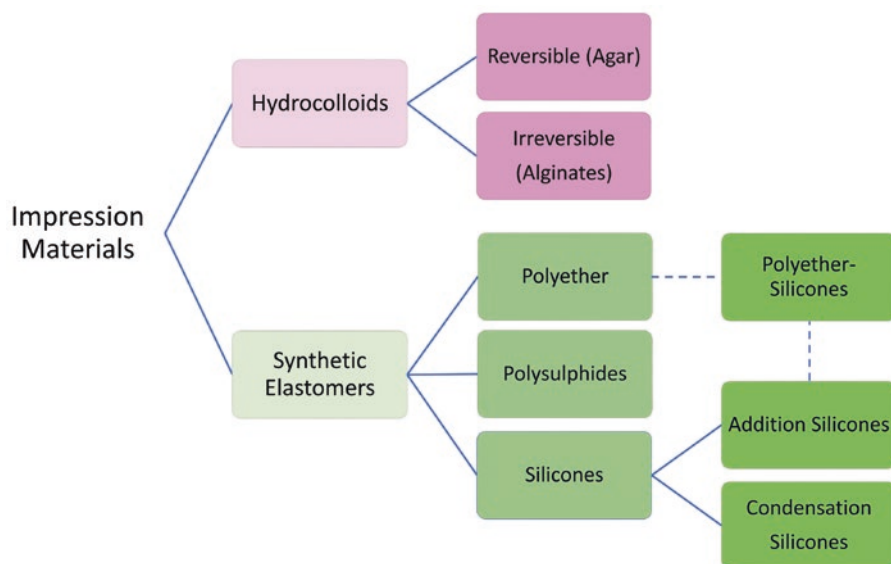 Impression
Materials
Hydrocolloids
Reversible (Agar)
Irreversible
(Alginates)
Synthetic
Elastomers
Polyether
Polysulphides
Silicones
Polyether-
Silicones
Addition Silicones
Condensation
Silicones